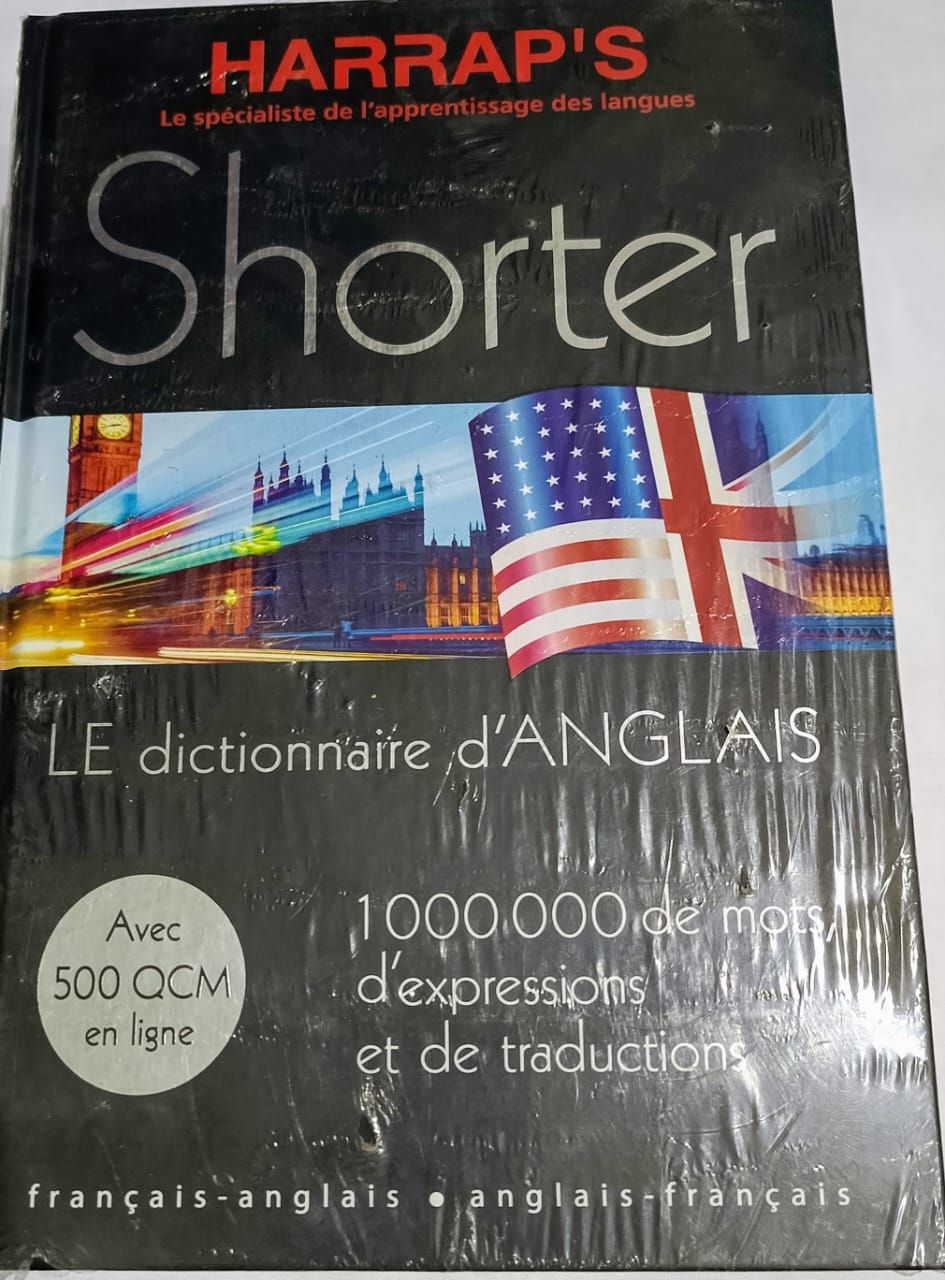 HARRAP'S
Le spécialiste de l'apprentissage des langues
Shorter
LE dictionnaire d'ANGLAIS
Avec
500 QCM
en ligne
1 000 000 de mots,
d'expressions
et de traductions
français-anglais • anglais-français